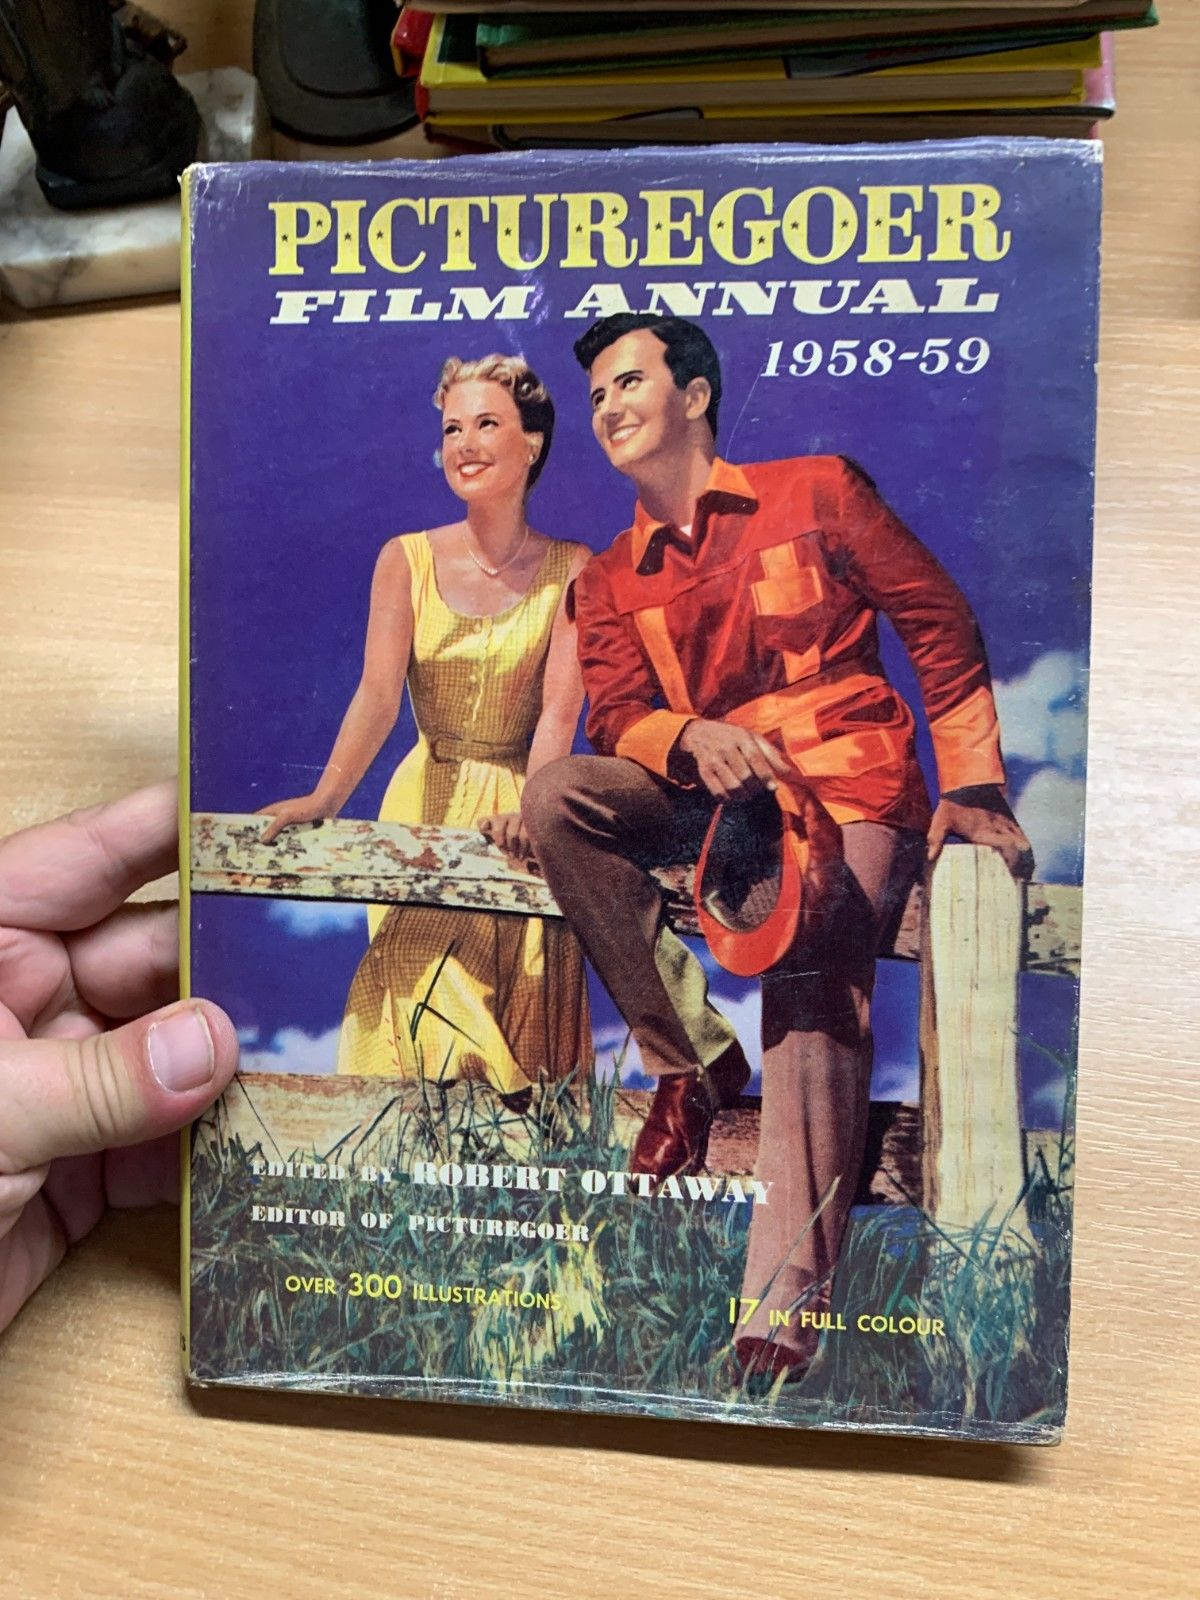 PICTUREGOER
FILM ANNUAL
1958-59
EDITED BY ROBERT OTTAWAY
EDITOR OF PICTUREGOER
OVER 300 ILLUSTRATIONS
17 IN FULL COLOUR